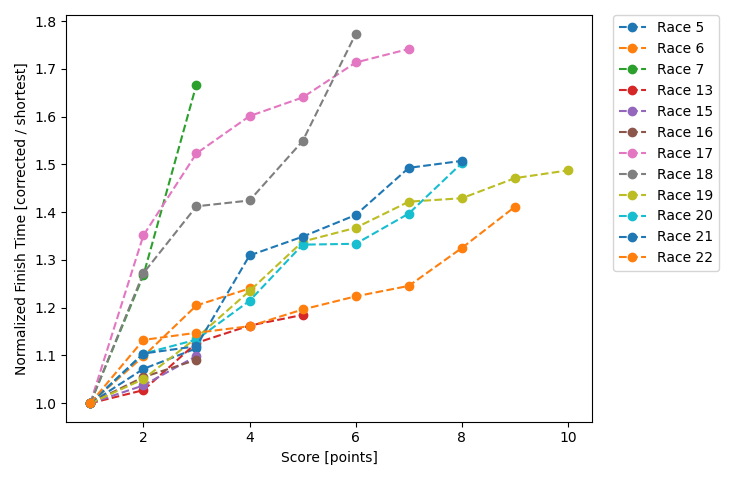 1.8
1.7
1.6
1.5
1.4
1.3
1.2
1.1
1.0
Normalized Finish Time [corrected / shortest]
2
4
6
8
10
Score [points]
Race 5
Race 6
Race 7
Race 13
Race 15
Race 16
Race 17
Race 18
Race 19
Race 20
Race 21
Race 22